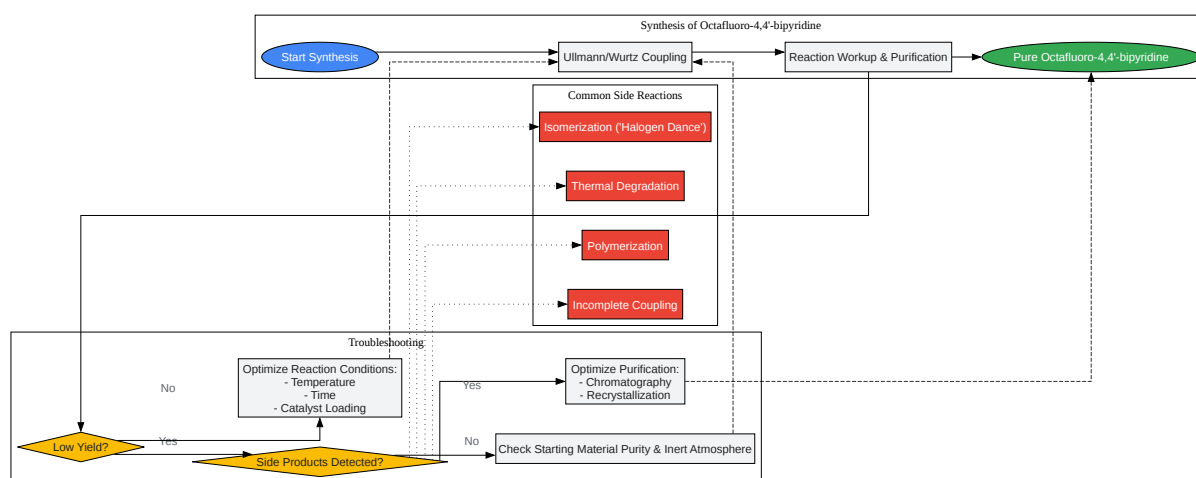 Synthesis of Octafluoro-4,4'-bipyridine
Start Synthesis
Ullmann/Wurtz Coupling
Reaction Workup & Purification
Pure Octafluoro-4,4'-bipyridine
Common Side Reactions
Isomerization ('Halogen Dance')
Thermal Degradation
Polymerization
Incomplete Coupling
Troubleshooting
Optimize Reaction Conditions:
- Temperature
- Time
- Catalyst Loading
Optimize Purification:
- Chromatography
- Recrystallization
No
Yes
Low Yield?
Yes
Side Products Detected?
No
Check Starting Material Purity & Inert Atmosphere